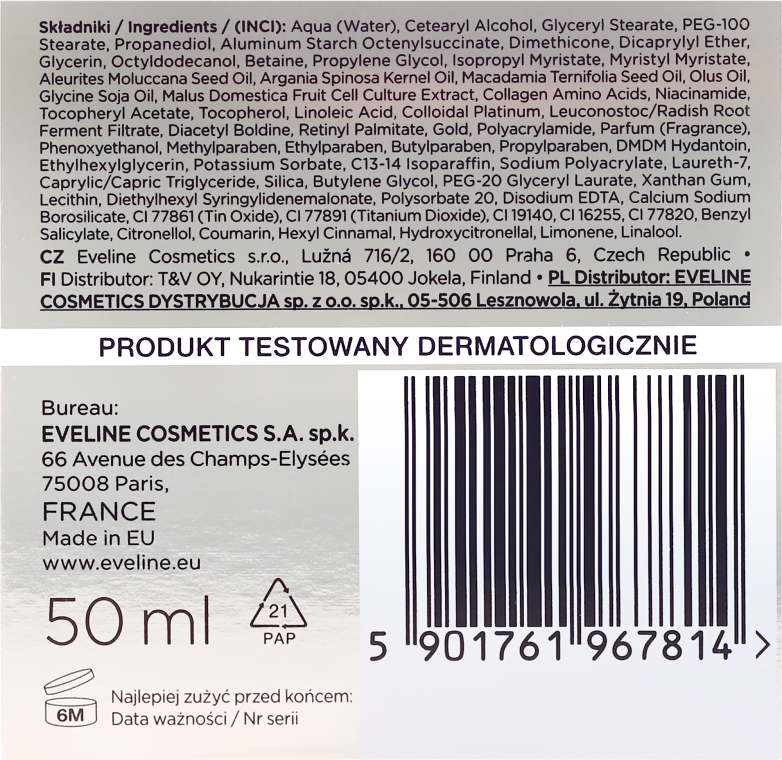 Składniki / Ingredients / (INCI): Aqua (Water), Cetearyl Alcohol, Glyceryl Stearate, PEG-100
Stearate, Propanediol, Aluminum Starch Octenylsuccinate, Dimethicone, Dicaprylyl Ether,
Glycerin, Octyldodecanol, Betaine, Propylene Glycol, Isopropyl Myristate, Myristyl Myristate,
Aleurites Moluccana Seed Oil, Argania Spinosa Kernel Oil, Macadamia Ternifolia Seed Oil, Olus Oil,
Glycine Soja Oil, Malus Domestica Fruit Cell Culture Extract, Collagen Amino Acids, Niacinamide,
Tocopheryl Acetate, Tocopherol, Linoleic Acid, Colloidal Platinum, Leuconostoc/Radish Root
Ferment Filtrate, Diacetyl Boldine, Retinyl Palmitate, Gold, Polyacrylamide, Parfum (Fragrance),
Phenoxyethanol, Methylparaben, Ethylparaben, Butylparaben, Propylparaben, DMDM Hydantoin,
Ethylhexylglycerin, Potassium Sorbate, C13-14 Isoparaffin, Sodium Polyacrylate, Laureth-7,
Caprylic/Capric Triglyceride, Silica, Butylene Glycol, PEG-20 Glyceryl Laurate, Xanthan Gum,
Lecithin, Diethylhexyl Syringylidenemalonate, Polysorbate 20, Disodium EDTA, Calcium Sodium
Borosilicate, CI 77861 (Tin Oxide), CI 77891 (Titanium Dioxide), CI 19140, CI 16255, CI 77820, Benzyl
Salicylate, Citronellol, Coumarin, Hexyl Cinnamal, Hydroxycitronellal, Limonene, Linalool.
CZ Eveline Cosmetics s.r.o., Lužná 716/2, 160 00 Praha 6, Czech Republic •
FI Distributor: T&V OY, Nukarintie 18, 05400 Jokela, Finland • PL Distributor: EVELINE
COSMETICS DYSTRYBUCJA sp. z o.o. sp.k., 05-506 Lesznowola, ul. Żytnia 19, Poland
PRODUKT TESTOWANY DERMATOLOGICZNIE
Bureau:
EVELINE COSMETICS S.A. sp.k.
66 Avenue des Champs-Elysées
75008 Paris,
FRANCE
Made in EU
www.eveline.eu
50 ml
21
PAP
5 901761 967814 >
6M
Najlepiej zużyć przed końcem:
Data ważności / Nr serii